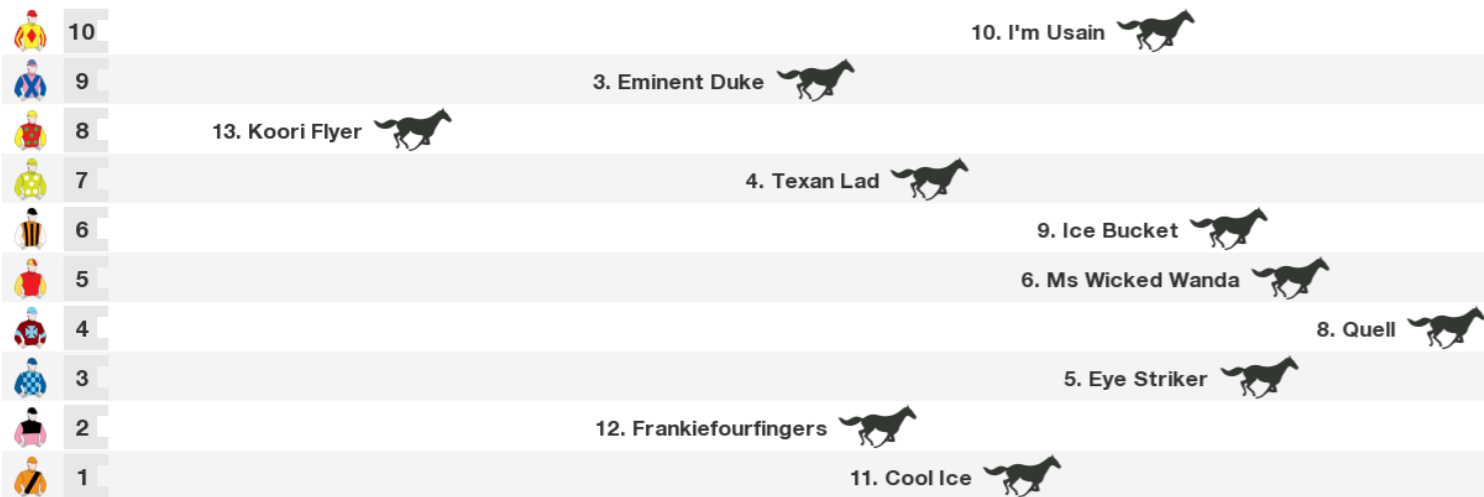 10 10. I'm Usain
9 3. Eminent Duke
8 13. Koori Flyer
7 4. Texan Lad
6 9. Ice Bucket
5 6. Ms Wicked Wanda
4 8. Quell
3 5. Eye Striker
2 12. Frankiefourfingers
1 11. Cool Ice